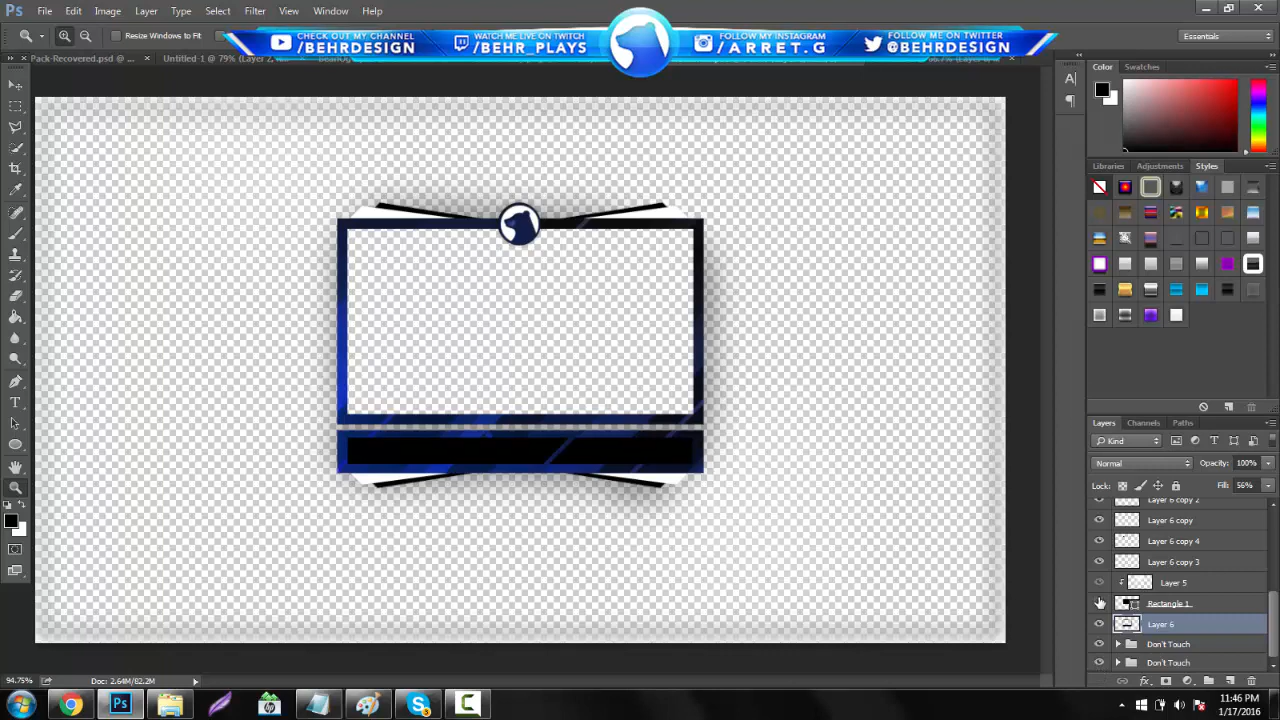 Ps File Edit Image Layer Type Select Filter View Window Help
Resize Windows to Fit
CHECK OUT MY CHANNEL
/BEHRDESIGN
WATCH ME LIVE ON TWITCH
/BEHR_PLAYS
FOLLOW MY INSTAGRAM
/ARRET.G
FOLLOW ME ON TWITTER
@BEHRDESIGN
Essentials
Pack-Recovered.psd @ ...
Untitled-1 @ 79% (Layer 2,
Color Swatches
Libraries Adjustments Styles
Layers Channels Paths
Kind
Normal Opacity: 100%
Lock: Fill: 56%
Layer 6 copy 2
Layer 6 copy
Layer 6 copy 4
Layer 6 copy 3
Layer 5
Rectangle 1
Layer 6
Don't Touch
Don't Touch
94.75% Doc: 2.64M/82.2M
11:46 PM
1/17/2016